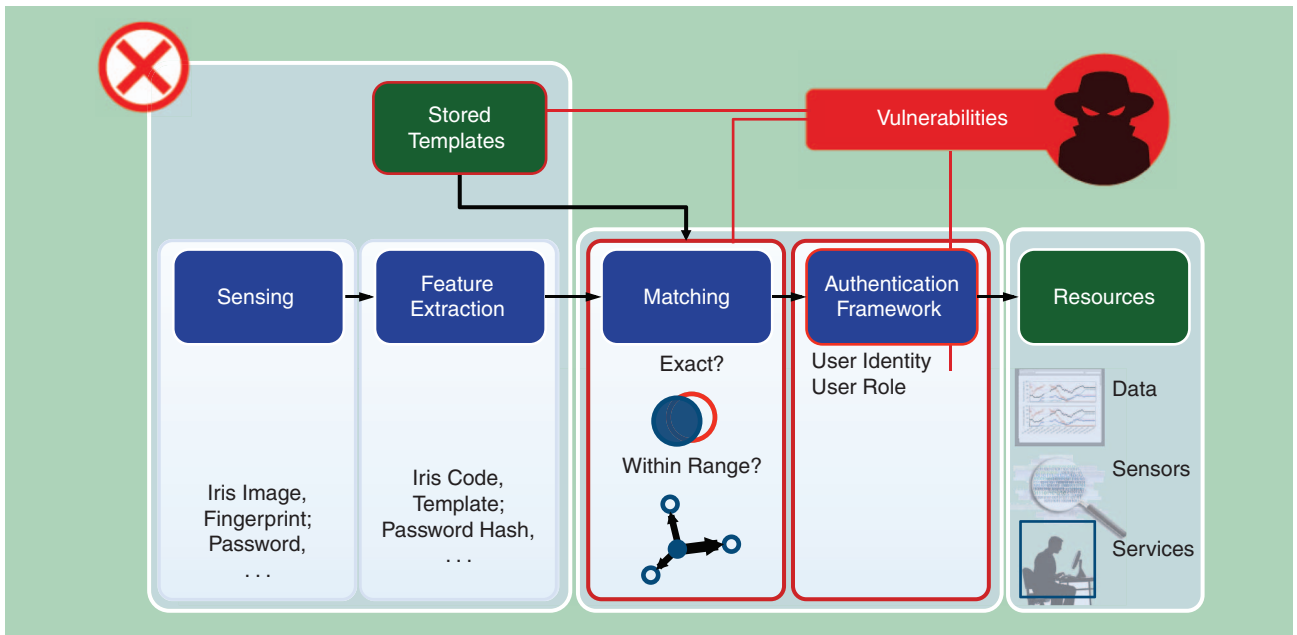 Stored
Templates
Vulnerabilities
Sensing
Feature
Extraction
Matching
Authentication
Framework
Resources
Exact?
Within Range?
User Identity
User Role
Iris Image,
Fingerprint;
Password,
. . .
Iris Code,
Template;
Password Hash,
. . .
Data
Sensors
Services